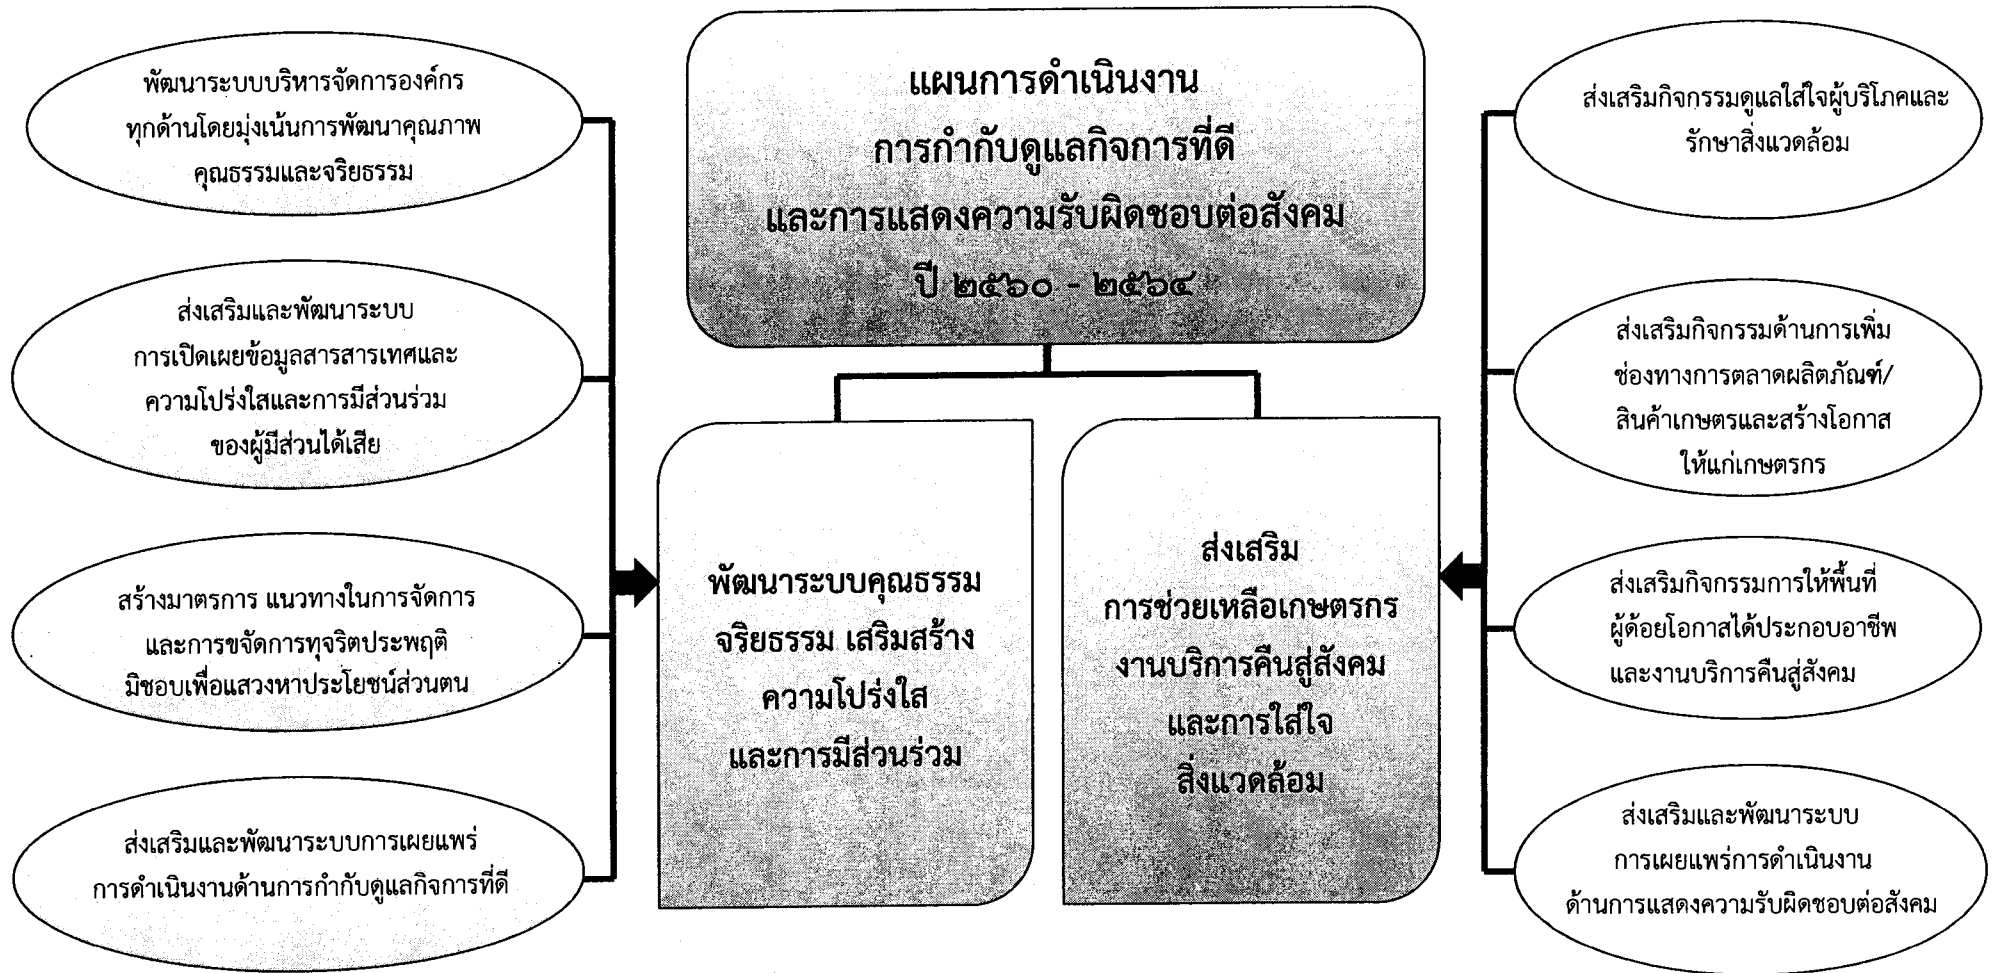 แผนการดำเนินงาน
การกำกับดูแลกิจการที่ดี
และการแสดงความรับผิดชอบต่อสังคม
ปี ๒๕๖๐ - ๒๕๖๔
พัฒนาระบบบริหารจัดการองค์กร
ทุกด้านโดยมุ่งเน้นการพัฒนาคุณภาพ
คุณธรรมและจริยธรรม
ส่งเสริมและพัฒนาระบบ
การเปิดเผยข้อมูลสารสารเทศและ
ความโปร่งใสและการมีส่วนร่วม
ของผู้มีส่วนได้เสีย
สร้างมาตรการ แนวทางในการจัดการ
และการขจัดการทุจริตประพฤติ
มิชอบเพื่อแสวงหาประโยชน์ส่วนตน
ส่งเสริมและพัฒนาระบบการเผยแพร่
การดำเนินงานด้านการกำกับดูแลกิจการที่ดี
พัฒนาระบบคุณธรรม
จริยธรรม เสริมสร้าง
ความโปร่งใส
และการมีส่วนร่วม
ส่งเสริม
การช่วยเหลือเกษตรกร
งานบริการคืนสู่สังคม
และการใส่ใจ
สิ่งแวดล้อม
ส่งเสริมกิจกรรมดูแลใส่ใจผู้บริโภคและ
รักษาสิ่งแวดล้อม
ส่งเสริมกิจกรรมด้านการเพิ่ม
ช่องทางการตลาดผลิตภัณฑ์/
สินค้าเกษตรและสร้างโอกาส
ให้แก่เกษตรกร
ส่งเสริมกิจกรรมการให้พื้นที่
ผู้ด้อยโอกาสได้ประกอบอาชีพ
และงานบริการคืนสู่สังคม
ส่งเสริมและพัฒนาระบบ
การเผยแพร่การดำเนินงาน
ด้านการแสดงความรับผิดชอบต่อสังคม